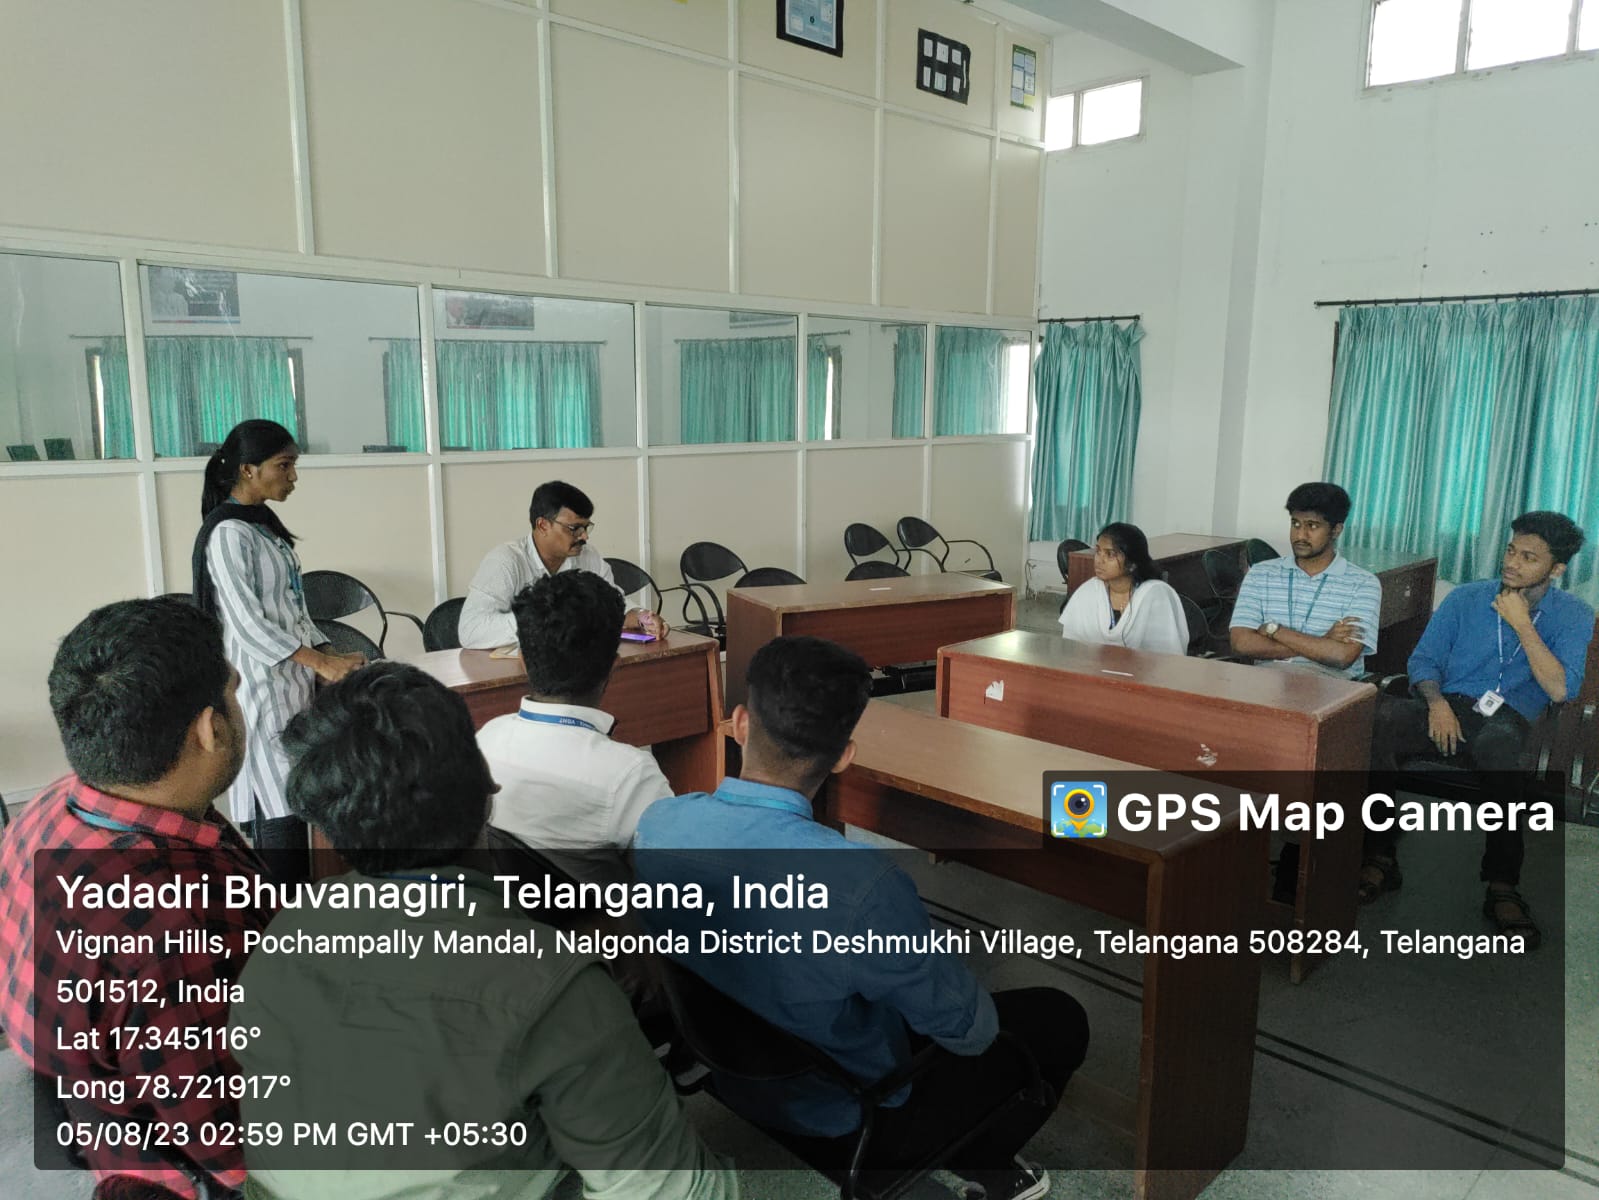 GPS Map Camera
Yadadri Bhuvanagiri, Telangana, India
Vignan Hills, Pochampally Mandal, Nalgonda District Deshmukhi Village, Telangana 508284, Telangana
501512, India
Lat 17.345116°
Long 78.721917°
05/08/23 02:59 PM GMT +05:30